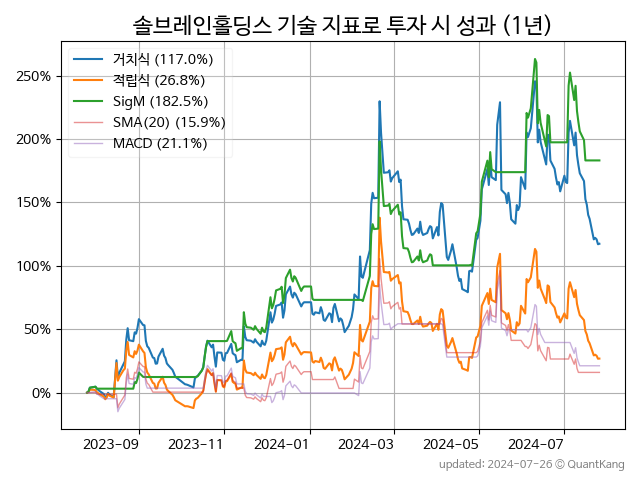 솔브레인홀딩스 기술 지표로 투자 시 성과 (1년)
거치식 (117.0%)
적립식 (26.8%)
SigM (182.5%)
SMA(20) (15.9%)
MACD (21.1%)
250%
200%
150%
100%
50%
0%
2023-09 2023-11 2024-01 2024-03 2024-05 2024-07
updated: 2024-07-26 © QuantKang